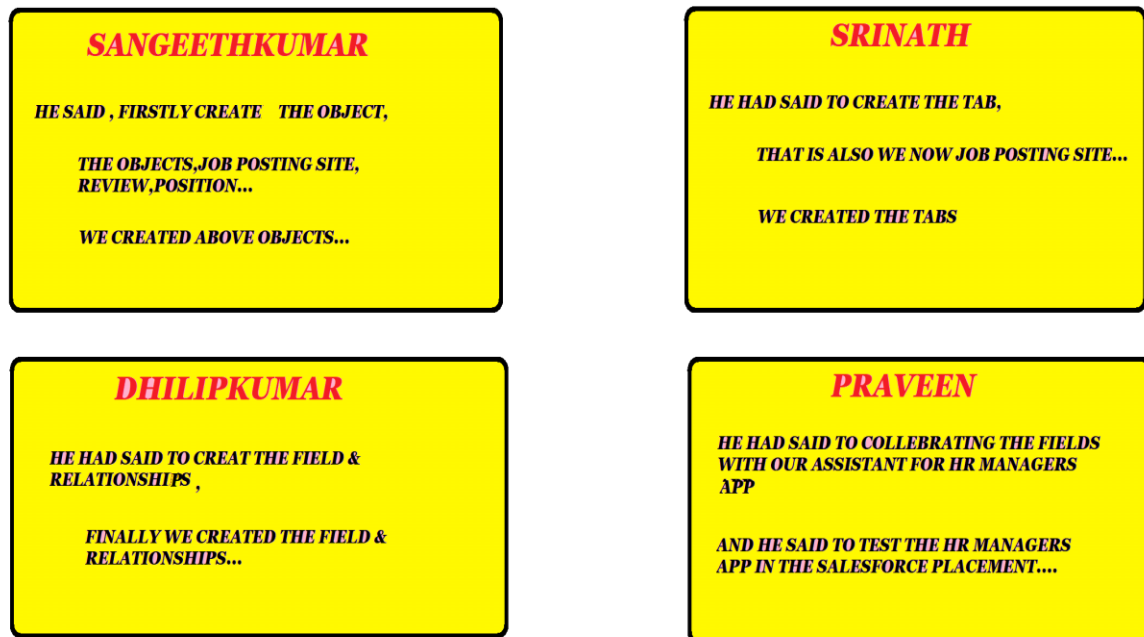 SANGEETHKUMAR
HE SAID , FIRSTLY CREATE THE OBJECT,
THE OBJECTS,JOB POSTING SITE,
REVIEW,POSITION...
WE CREATED ABOVE OBJECTS...
SRINATH
HE HAD SAID TO CREATE THE TAB,
THAT IS ALSO WE NOW JOB POSTING SITE...
WE CREATED THE TABS
DHILIPKUMAR
HE HAD SAID TO CREAT THE FIELD &
RELATIONSHIPS ,
FINALLY WE CREATED THE FIELD &
RELATIONSHIPS...
PRAVEEN
HE HAD SAID TO COLLEBRATING THE FIELDS
WITH OUR ASSISTANT FOR HR MANAGERS
APP
AND HE SAID TO TEST THE HR MANAGERS
APP IN THE SALESFORCE PLACEMENT....